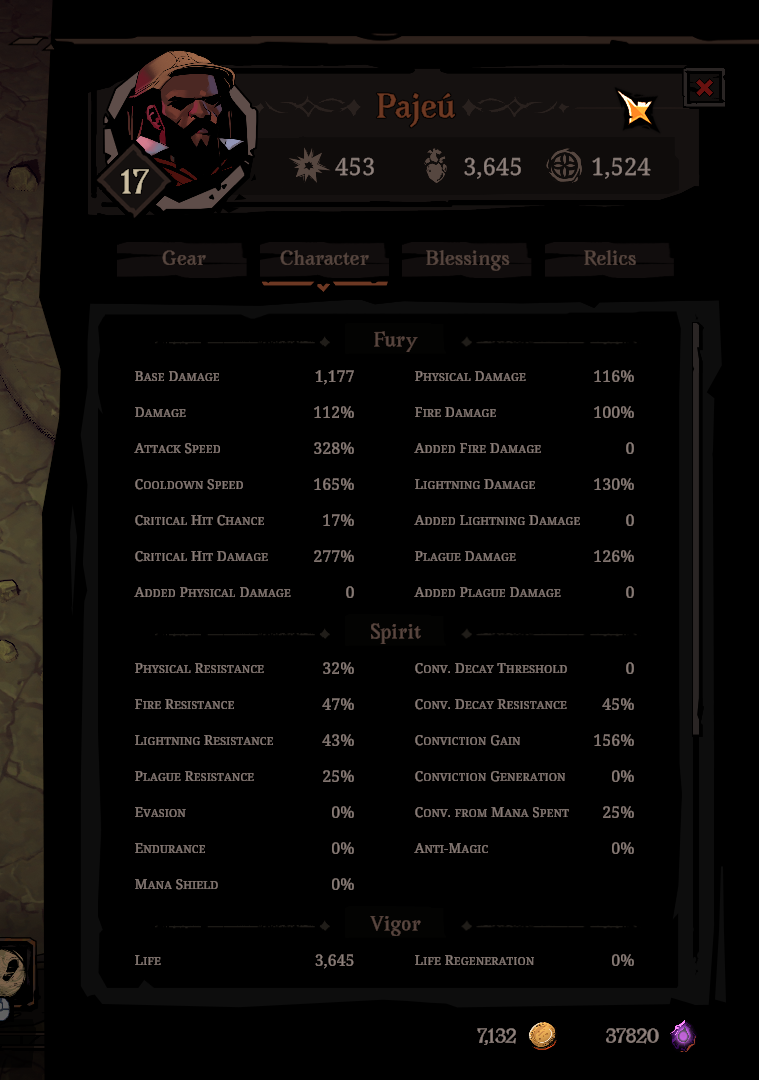 Pajeú
17 453 3,645 1,524
Gear Character Blessings Relics
Fury
Base Damage 1,177 Physical Damage 116%
Damage 112% Fire Damage 100%
Attack Speed 328% Added Fire Damage 0
Cooldown Speed 165% Lightning Damage 130%
Critical Hit Chance 17% Added Lightning Damage 0
Critical Hit Damage 277% Plague Damage 126%
Added Physical Damage 0 Added Plague Damage 0
Spirit
Physical Resistance 32% Conv. Decay Threshold 0
Fire Resistance 47% Conv. Decay Resistance 45%
Lightning Resistance 43% Conviction Gain 156%
Plague Resistance 25% Conviction Generation 0%
Evasion 0% Conv. from Mana Spent 25%
Endurance 0% Anti-Magic 0%
Mana Shield 0%
Vigor
Life 3,645 Life Regeneration 0%
7,132 37820